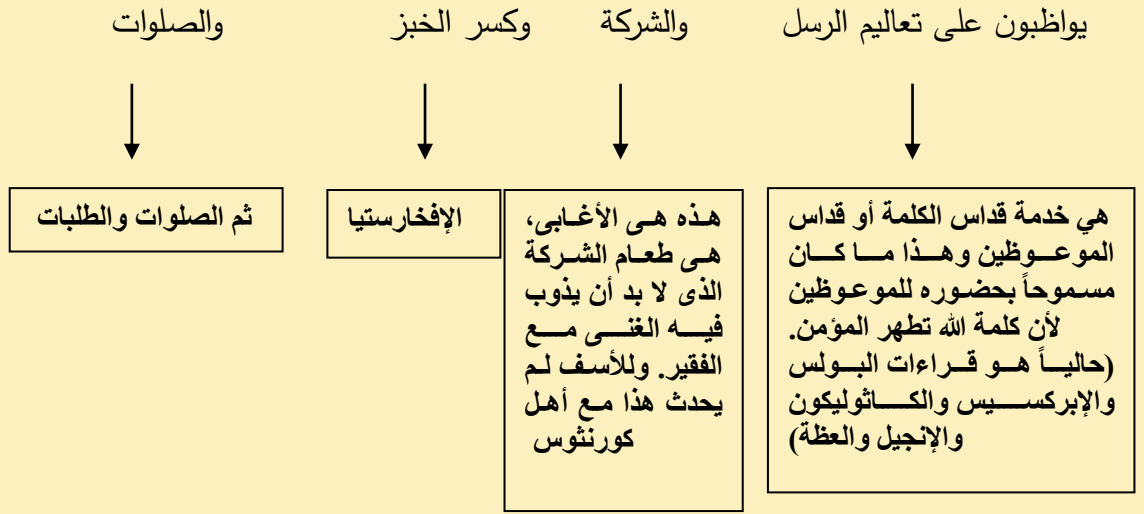 يواظبون على تعاليم الرسل والشركة وكسر الخبز والصلوات
هي خدمة قداس الكلمة أو قداس
الموعوظين وهذا ما كان
مسموحاً بحضوره للموعوظين
لأن كلمة الله تطهر المؤمن.
(حالياً هو قراءات البولس
والإبركسيس والكاثوليكون
والإنجيل والعظة)
هذه هى الأغابى،
هى طعام الشركة
الذى لا بد أن يذوب
فيه الغنى مع
الفقير. وللأسف لم
يحدث هذا مع أهل
كورنثوس
الإفخارستيا
ثم الصلوات والطلبات